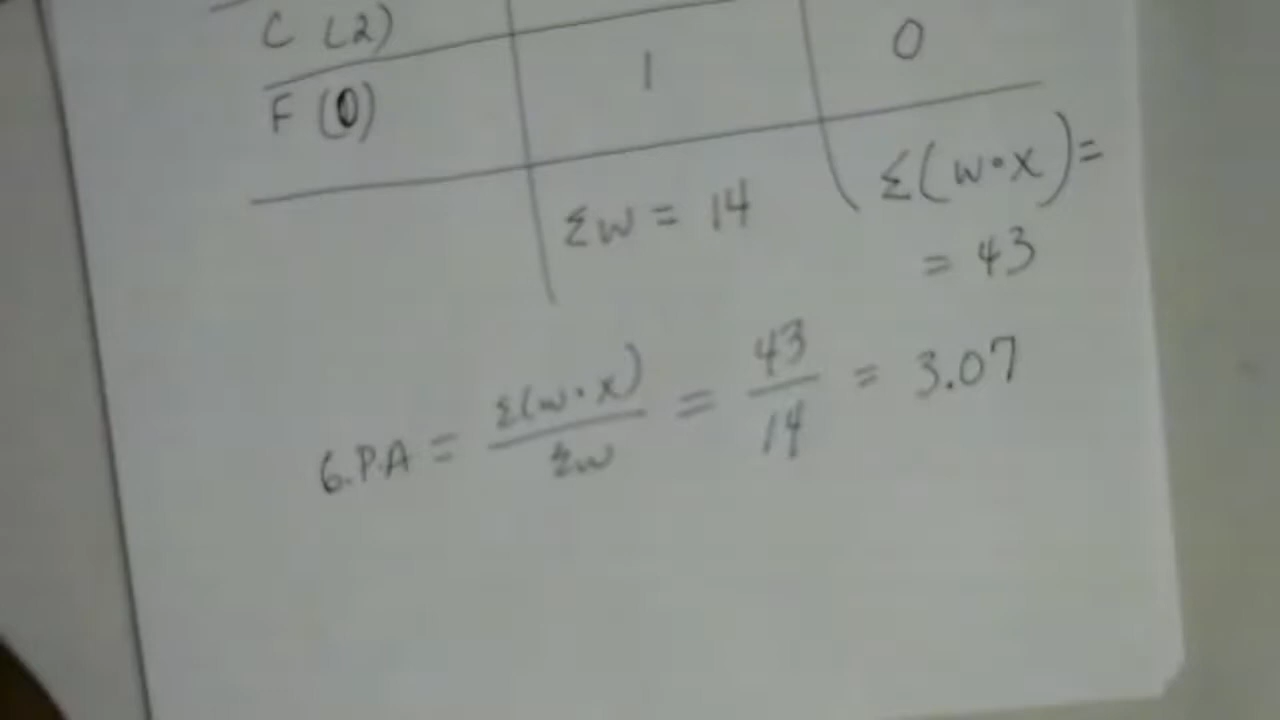 C (2)
F (0) 1 0
Σw = 14 Σ(w·x) =
= 43
G.P.A = Σ(w·x) / Σw = 43 / 14 = 3.07